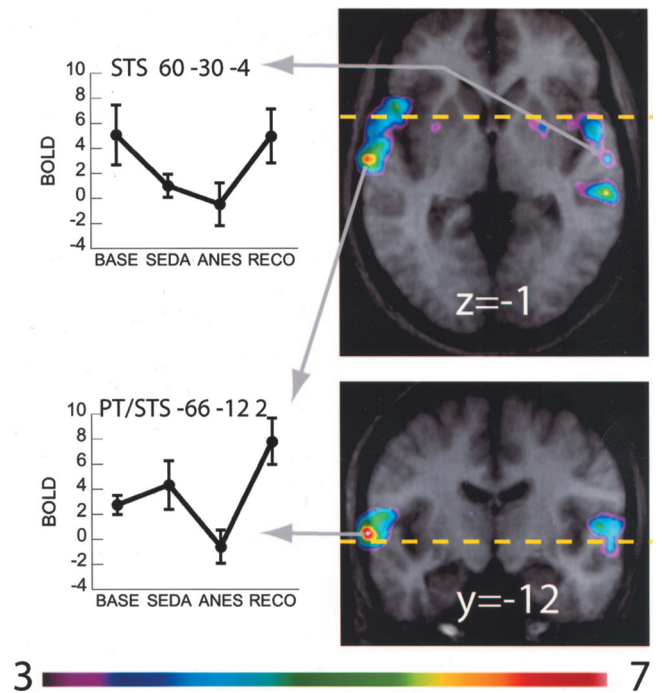 STS 60 -30 -4
10
8
6
4
2
0
-2
-4
BOLD
BASE SEDA ANES RECO
z=-1
PT/STS -66 -12 2
10
8
6
4
2
0
-2
-4
BOLD
BASE SEDA ANES RECO
y=-12
3 7